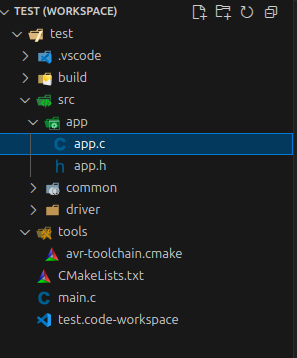 TEST (WORKSPACE)
test
.vscode
build
src
app
C app.c
h app.h
common
driver
tools
avr-toolchain.cmake
CMakeLists.txt
C main.c
test.code-workspace